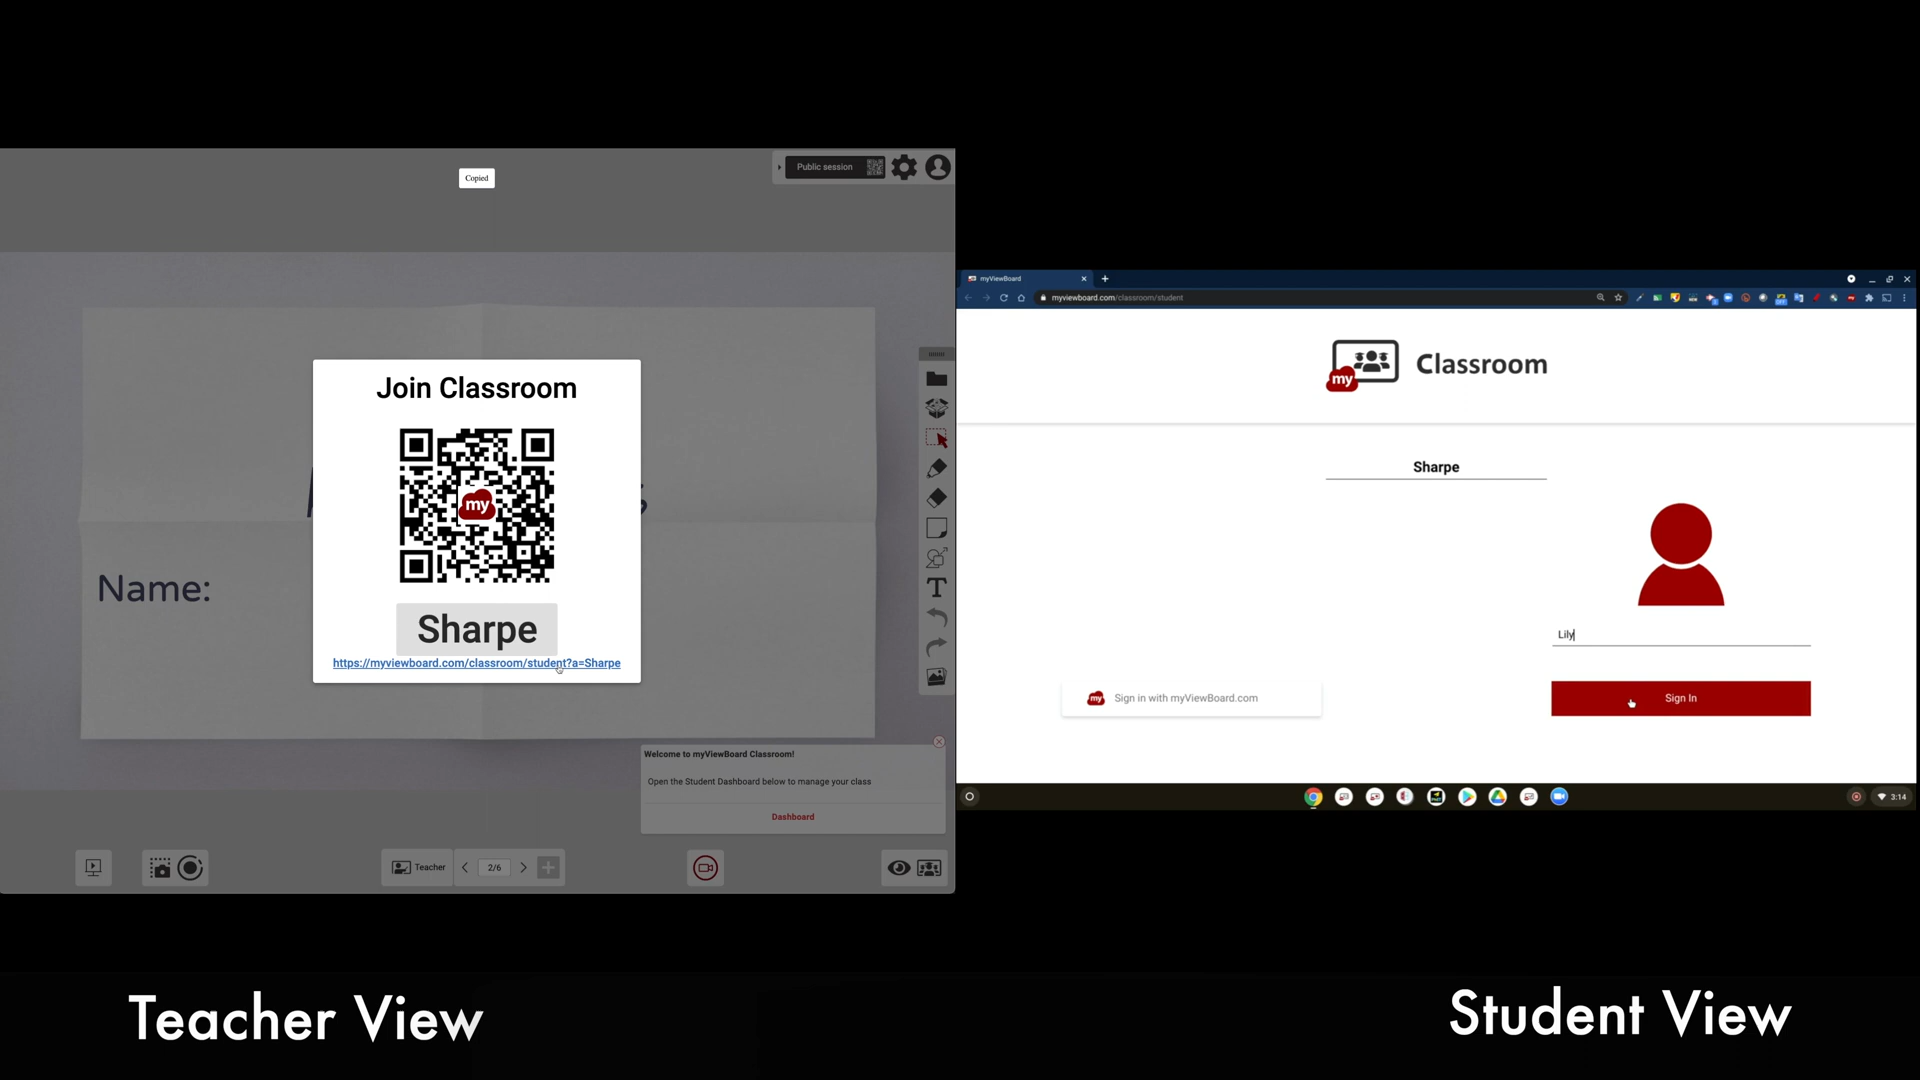 Copied
Public session
Join Classroom
my
Sharpe
https://myviewboard.com/classroom/student?a=Sharpe
Name:
Welcome to myViewBoard Classroom!
Open the Student Dashboard below to manage your class
Dashboard
Teacher
2/6
T
Teacher View
myViewBoard
myviewboard.com/classroom/student
my
Classroom
Sharpe
Lily
my
Sign in with myViewBoard.com
Sign In
3:14
Student View